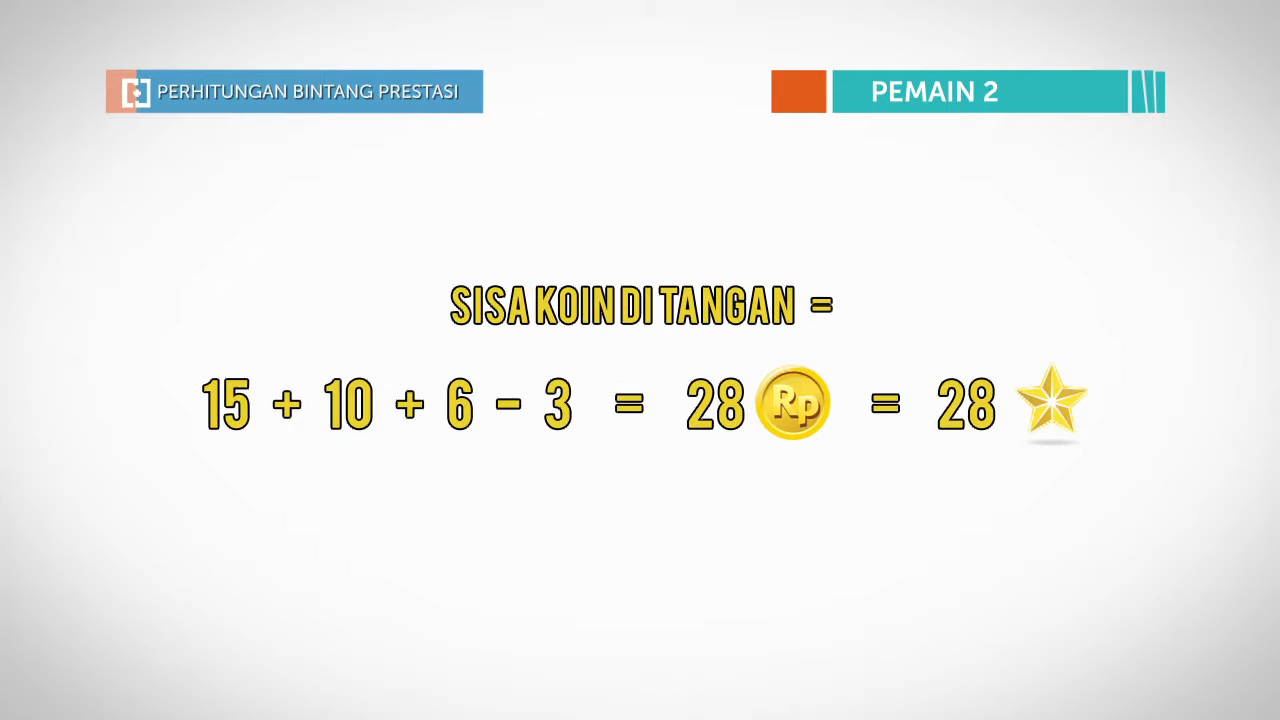 PERHITUNGAN BINTANG PRESTASI
PEMAIN 2
SISA KOIN DI TANGAN =
15 + 10 + 6 - 3 = 28 Rp = 28